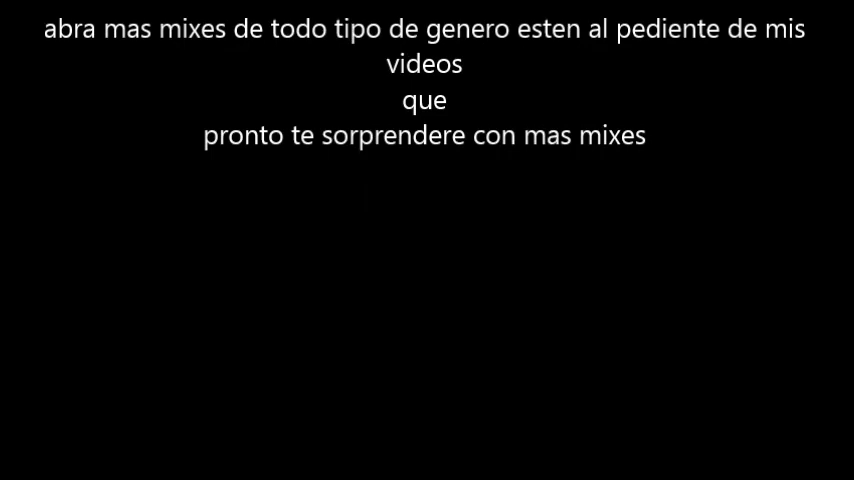 abra mas mixes de todo tipo de genero esten al pediente de mis
videos
que
pronto te sorprendere con mas mixes